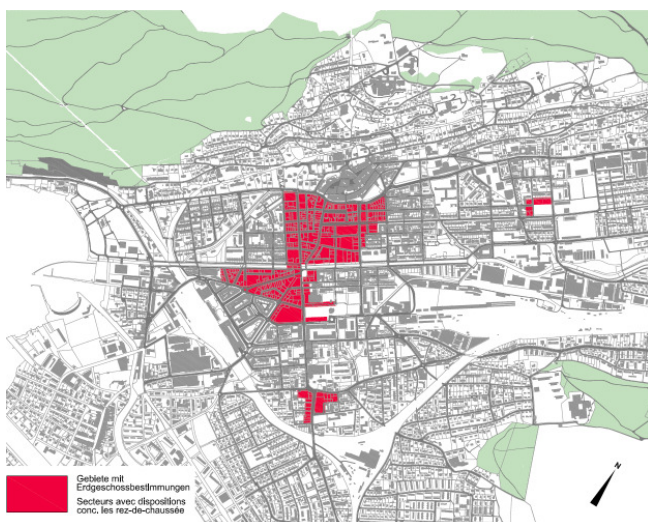 N
Gebiete mit
Erdgeschossbestimmungen
Secteurs avec dispositions
conc. les rez-de-chaussée